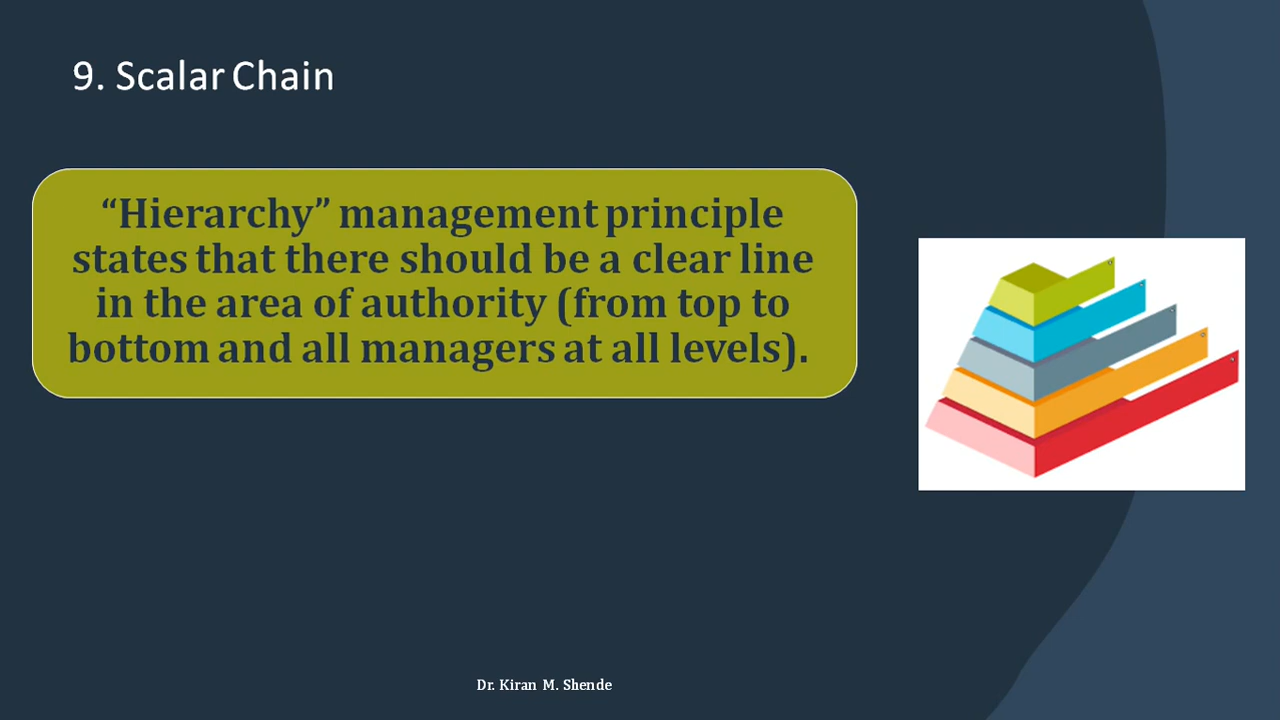 9. Scalar Chain
“Hierarchy” management principle
states that there should be a clear line
in the area of authority (from top to
bottom and all managers at all levels).
Dr. Kiran M. Shende